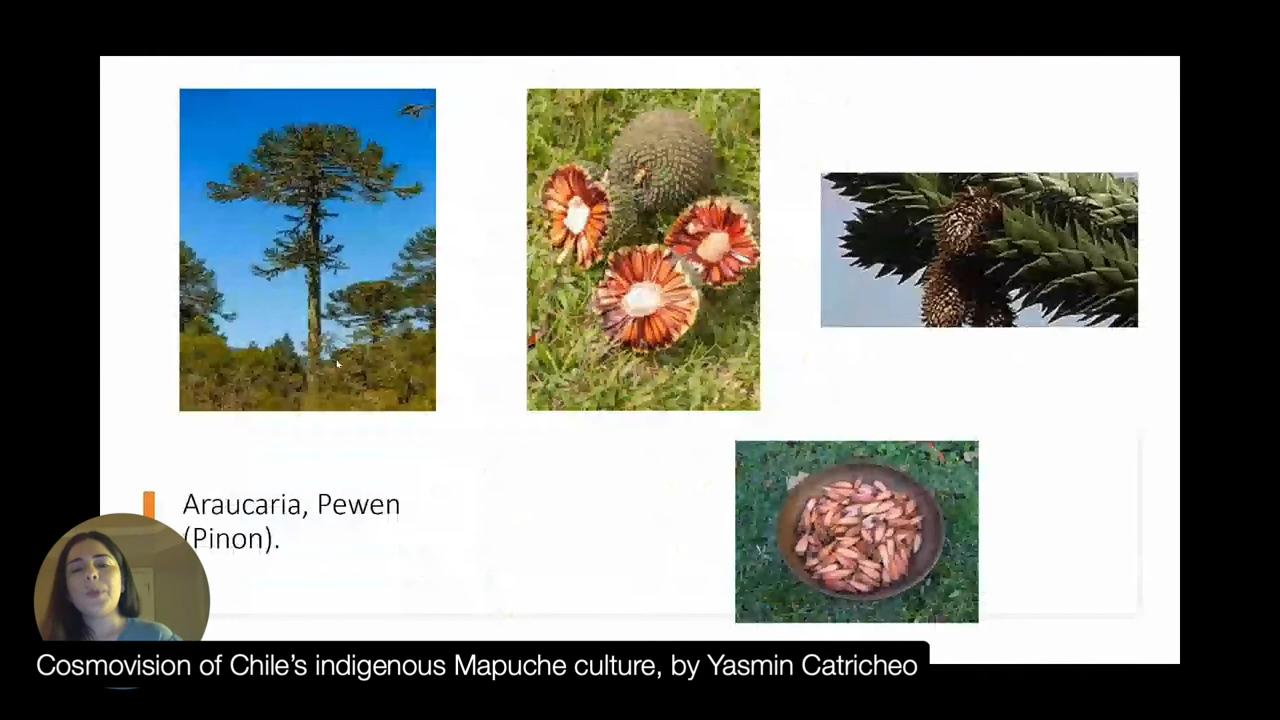 Araucaria, Pewen
(Pinon).
Cosmovision of Chile’s indigenous Mapuche culture, by Yasmin Catricheo